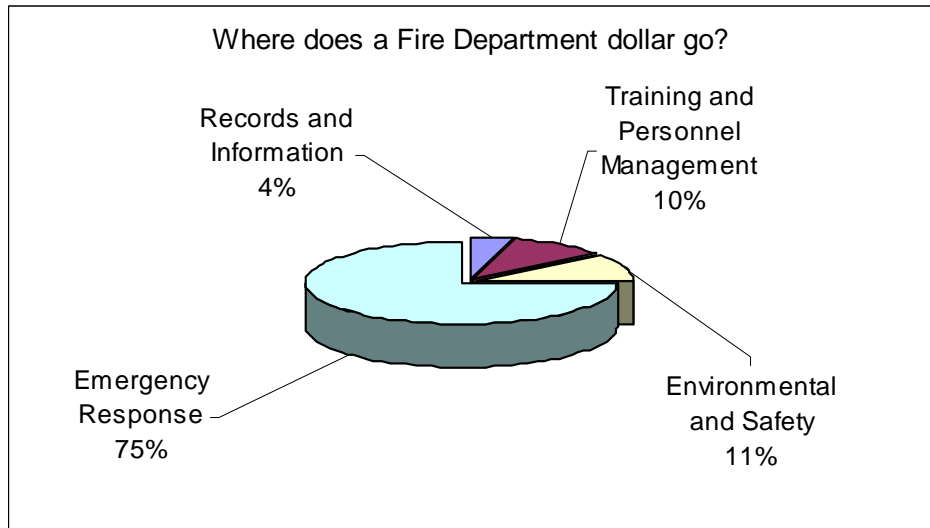 Where does a Fire Department dollar go?
Records and
Information
4%
Training and
Personnel
Management
10%
Emergency
Response
75%
Environmental
and Safety
11%